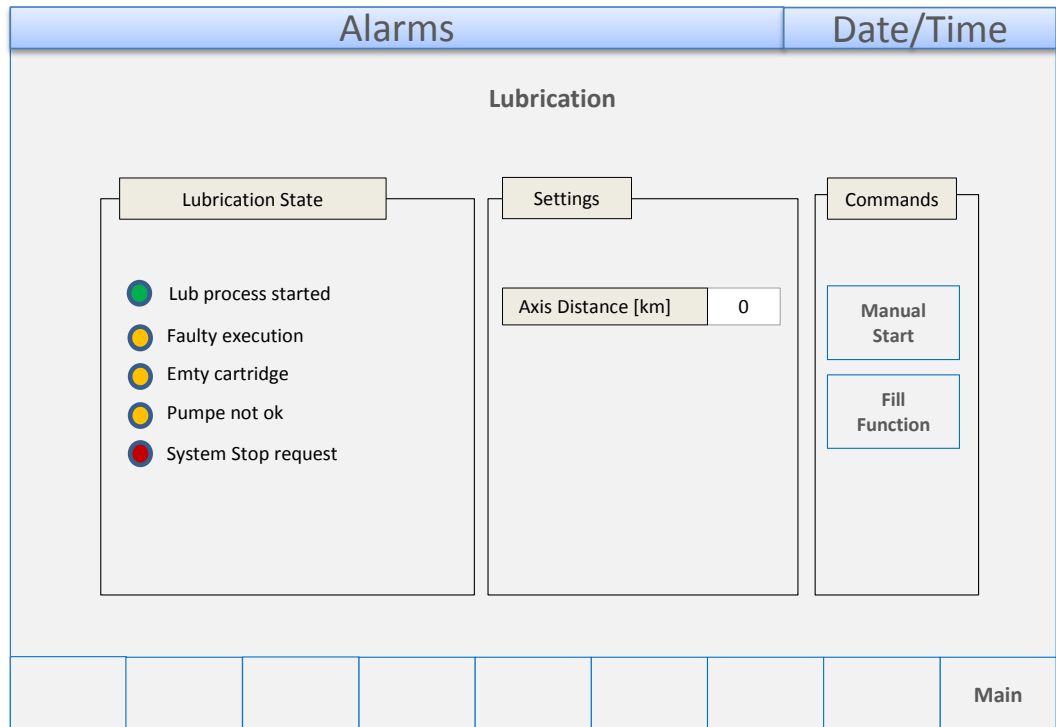 Alarms
Date/Time
Lubrication
Lubrication State
Lub process started
Faulty execution
Emty cartridge
Pumpe not ok
System Stop request
Settings
Axis Distance [km]
0
Commands
Manual
Start
Fill
Function
Main